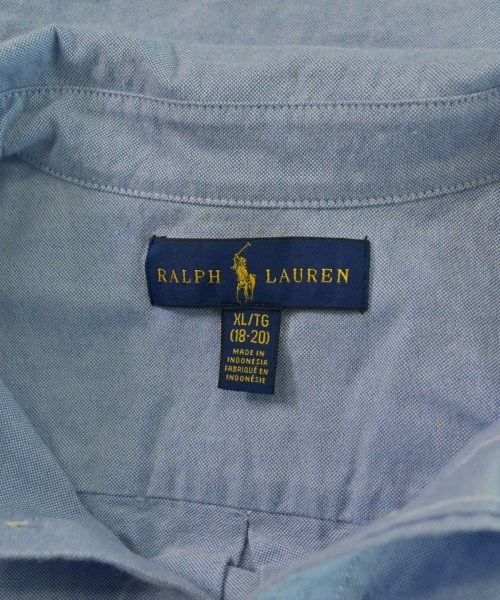 RALPH LAUREN
XL/TG
(18-20)
MADE IN
INDONESIA
FABRIQUÉ EN
INDONÉSIE